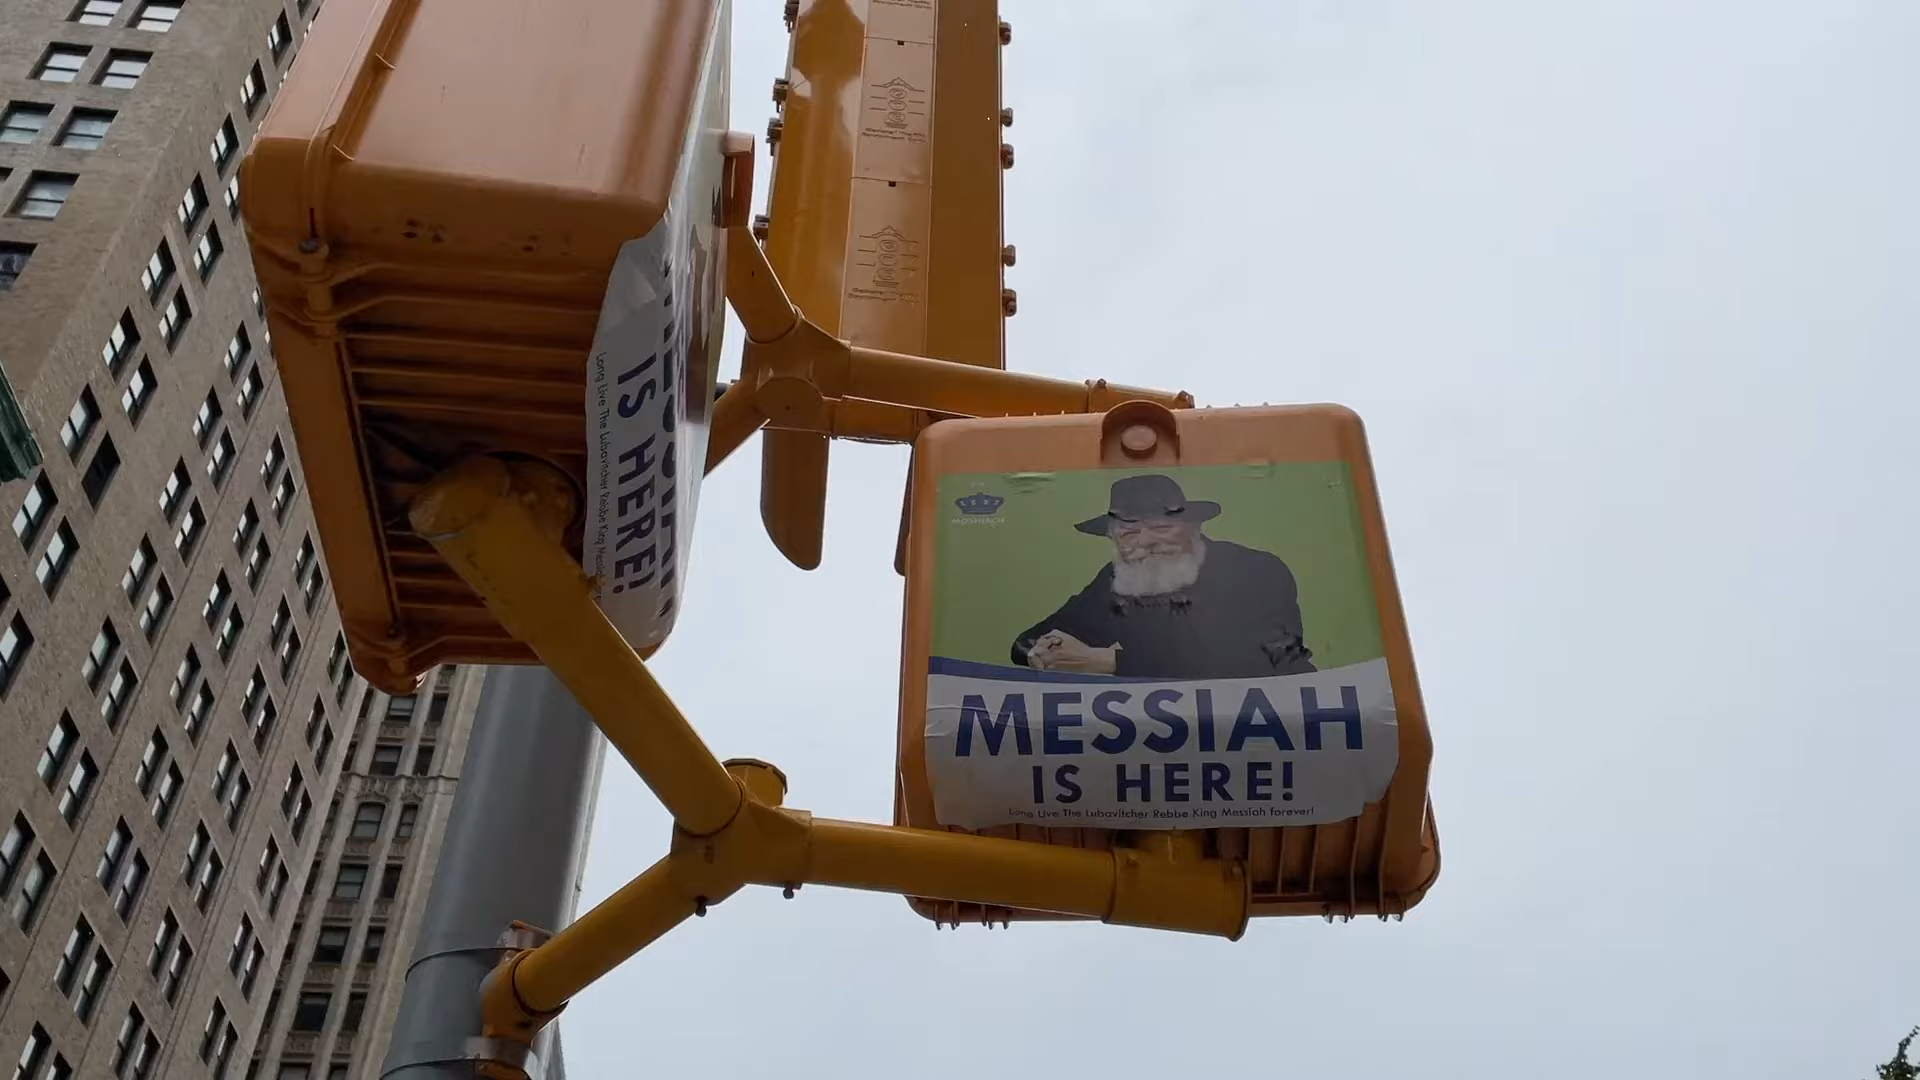 MOSHIACH
MESSIAH
IS HERE!
Long Live The Lubavitcher Rebbe King Messiah forever!
IS HERE!
Long Live The Lubavitcher Rebbe King Messiah